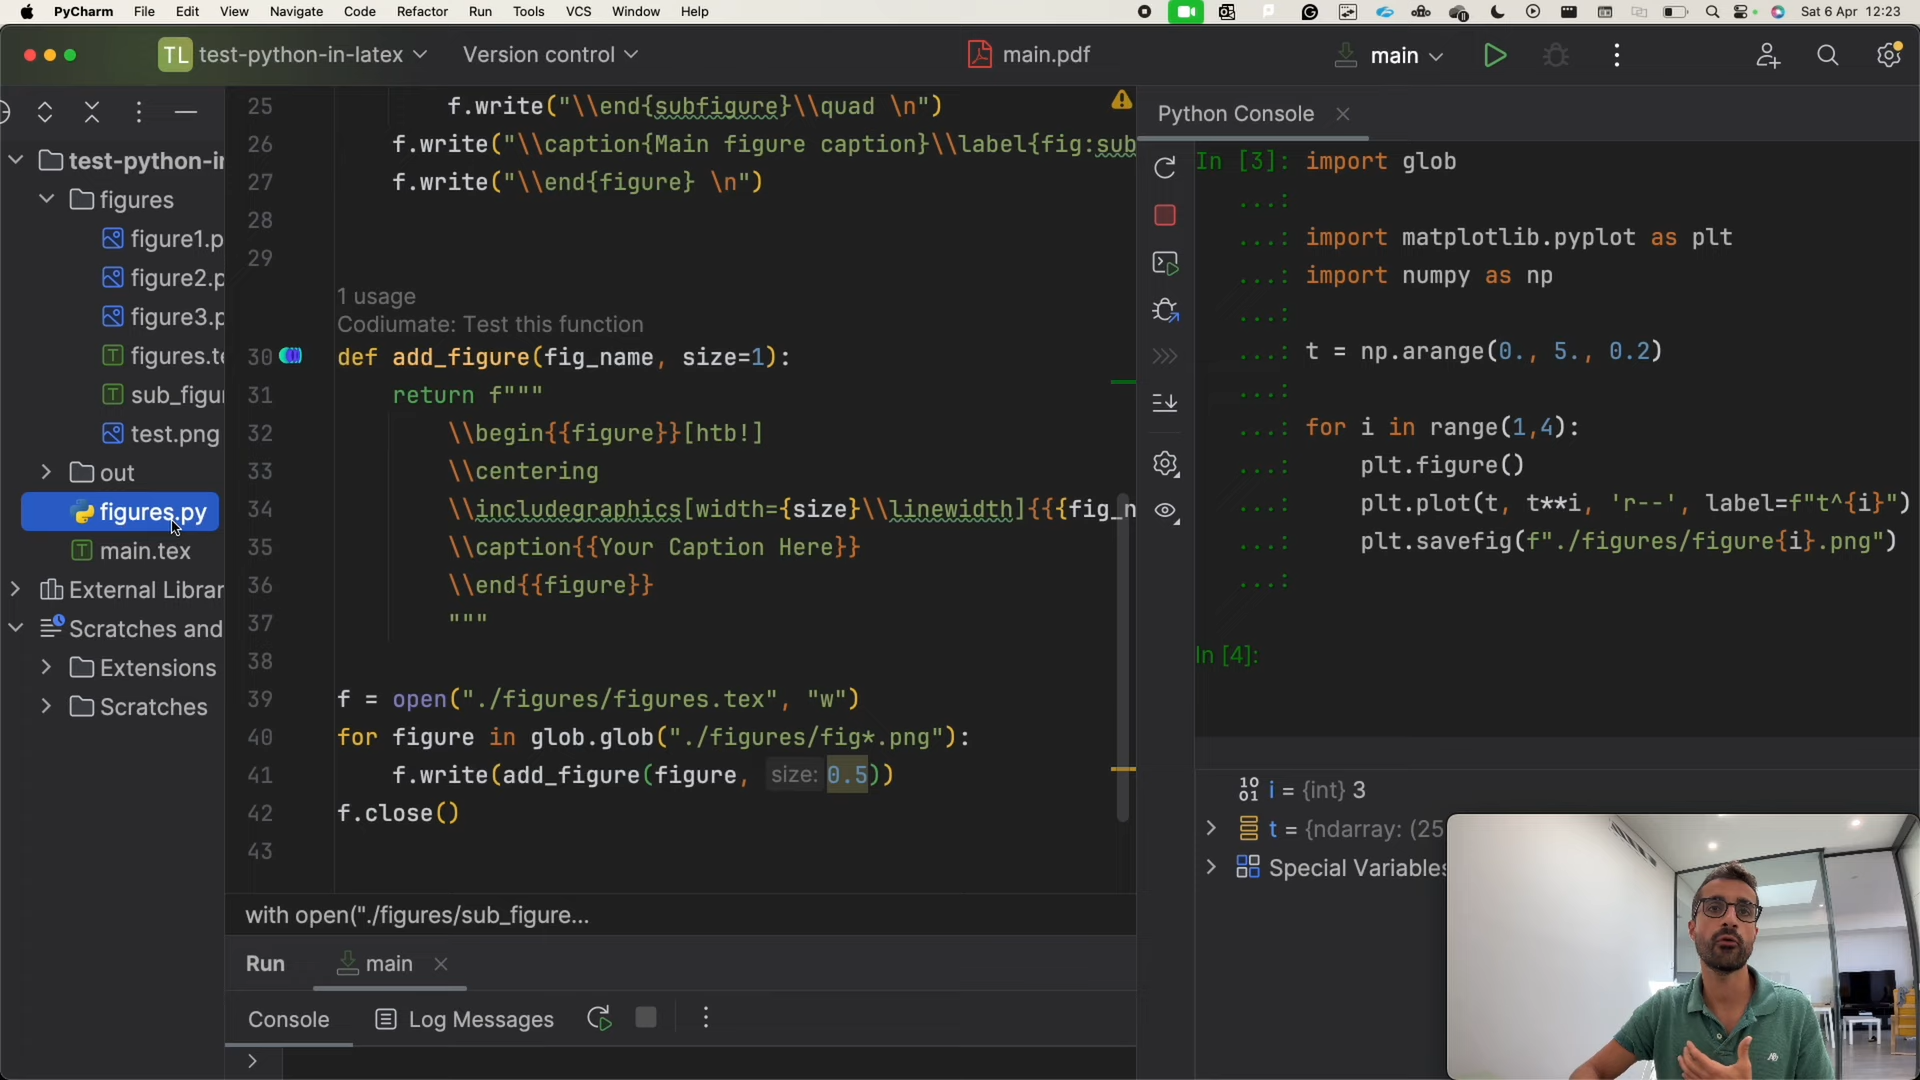 PyCharm File Edit View Navigate Code Refactor Run Tools VCS Window Help Sat 6 Apr 12:23
TL test-python-in-latex Version control main.pdf main
test-python-ir
figures
figure1.p
figure2.p
figure3.p
figures.te
sub_figur
test.png
out
figures.py
main.tex
External Librar
Scratches and
Extensions
Scratches
25 f.write("\\end{subfigure}\\quad \n")
26 f.write("\\caption{Main figure caption}\\label{fig:sub
27 f.write("\\end{figure} \n")
28
29
1 usage
Codiumate: Test this function
30 def add_figure(fig_name, size=1):
31 return f"""
32 \\begin{{figure}}[htb!]
33 \\centering
34 \\includegraphics[width={size}\\linewidth]{{{fig_n
35 \\caption{{Your Caption Here}}
36 \\end{{figure}}
37 """
38
39 f = open("./figures/figures.tex", "w")
40 for figure in glob.glob("./figures/fig*.png"):
41 f.write(add_figure(figure, size: 0.5))
42 f.close()
43
with open("./figures/sub_figure...
Run main
Console Log Messages
Python Console
In [3]: import glob
...:
...: import matplotlib.pyplot as plt
...: import numpy as np
...:
...: t = np.arange(0., 5., 0.2)
...:
...: for i in range(1,4):
...: plt.figure()
...: plt.plot(t, t**i, 'r--', label=f"t^{i}")
...: plt.savefig(f"./figures/figure{i}.png")
...:
In [4]:
10 01 i = {int} 3
t = {ndarray: (25
Special Variables